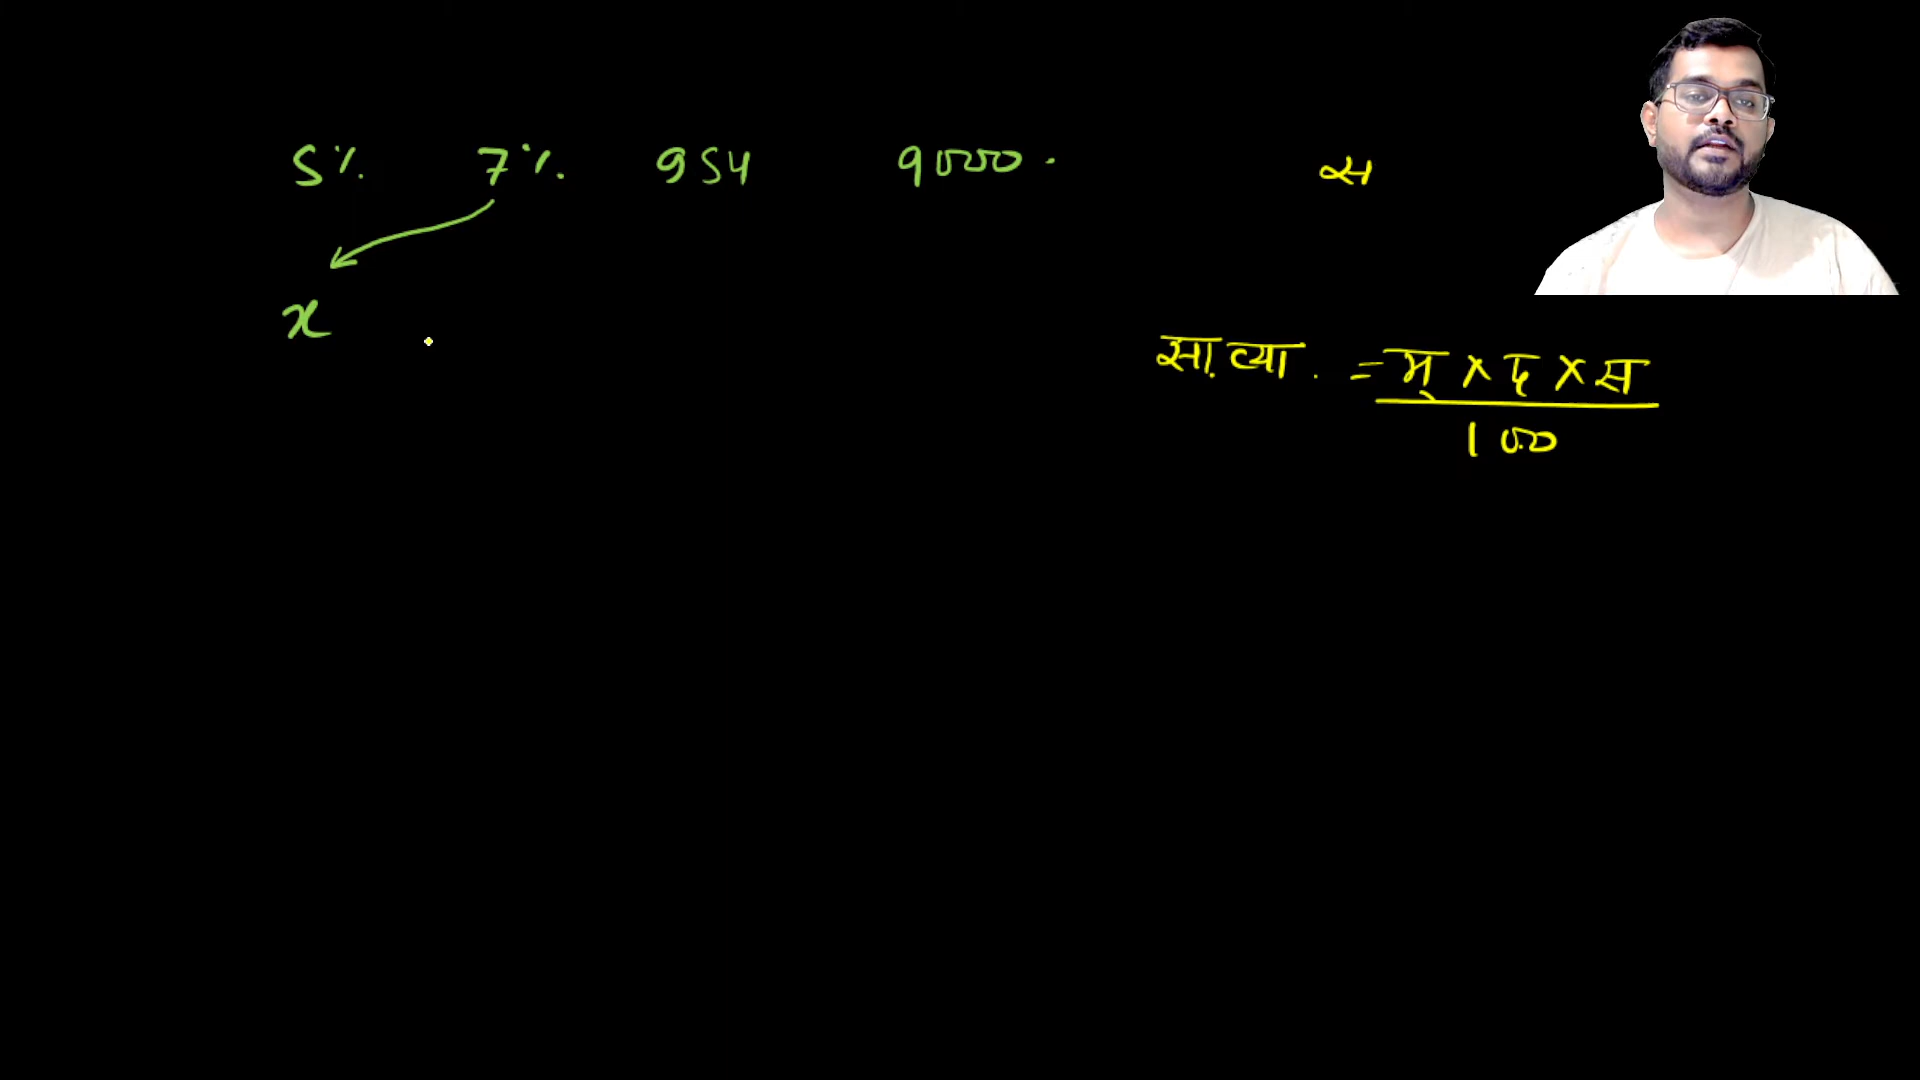 5% 7% 954 9000.
स
x
सा. व्या. = मु × द × स
100